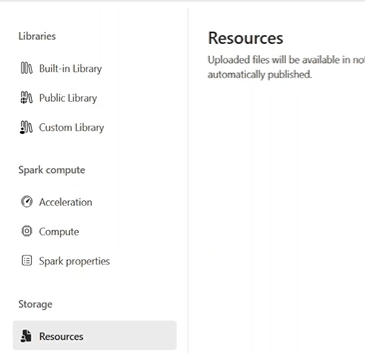 Libraries
Built-in Library
Public Library
Custom Library
Spark compute
Acceleration
Compute
Spark properties
Storage
Resources
Resources
Uploaded files will be available in
automatically published.